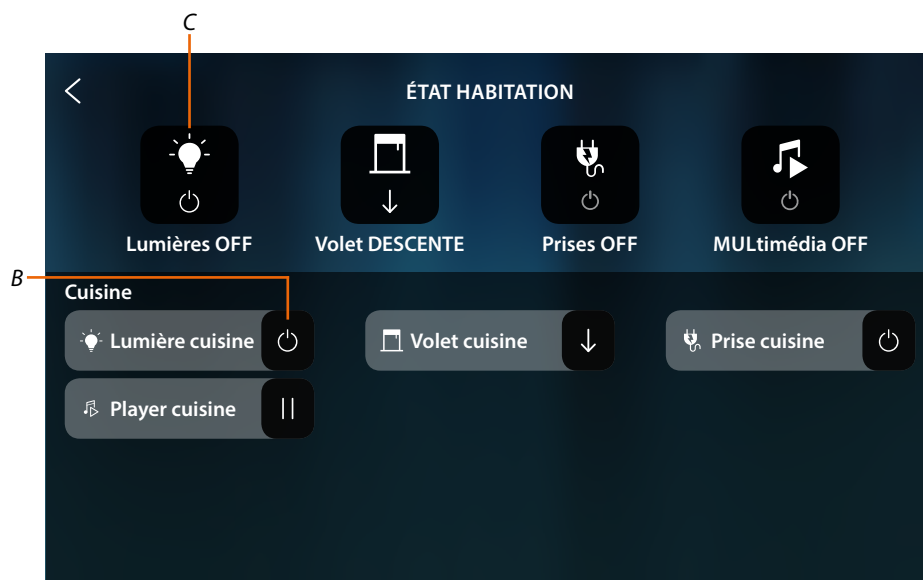 C
ÉTAT HABITATION
Lumières OFF
Volet DESCENTE
Prises OFF
MULtimédia OFF
B
Cuisine
Lumière cuisine
Volet cuisine
Prise cuisine
Player cuisine